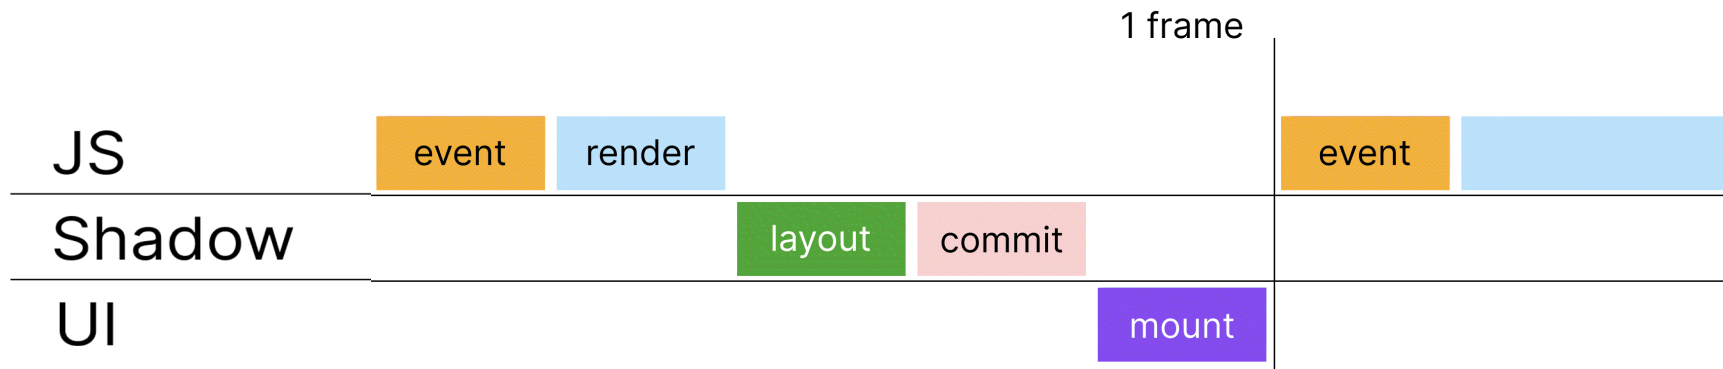 1 frame
JS
event
render
event
Shadow
layout
commit
UI
mount